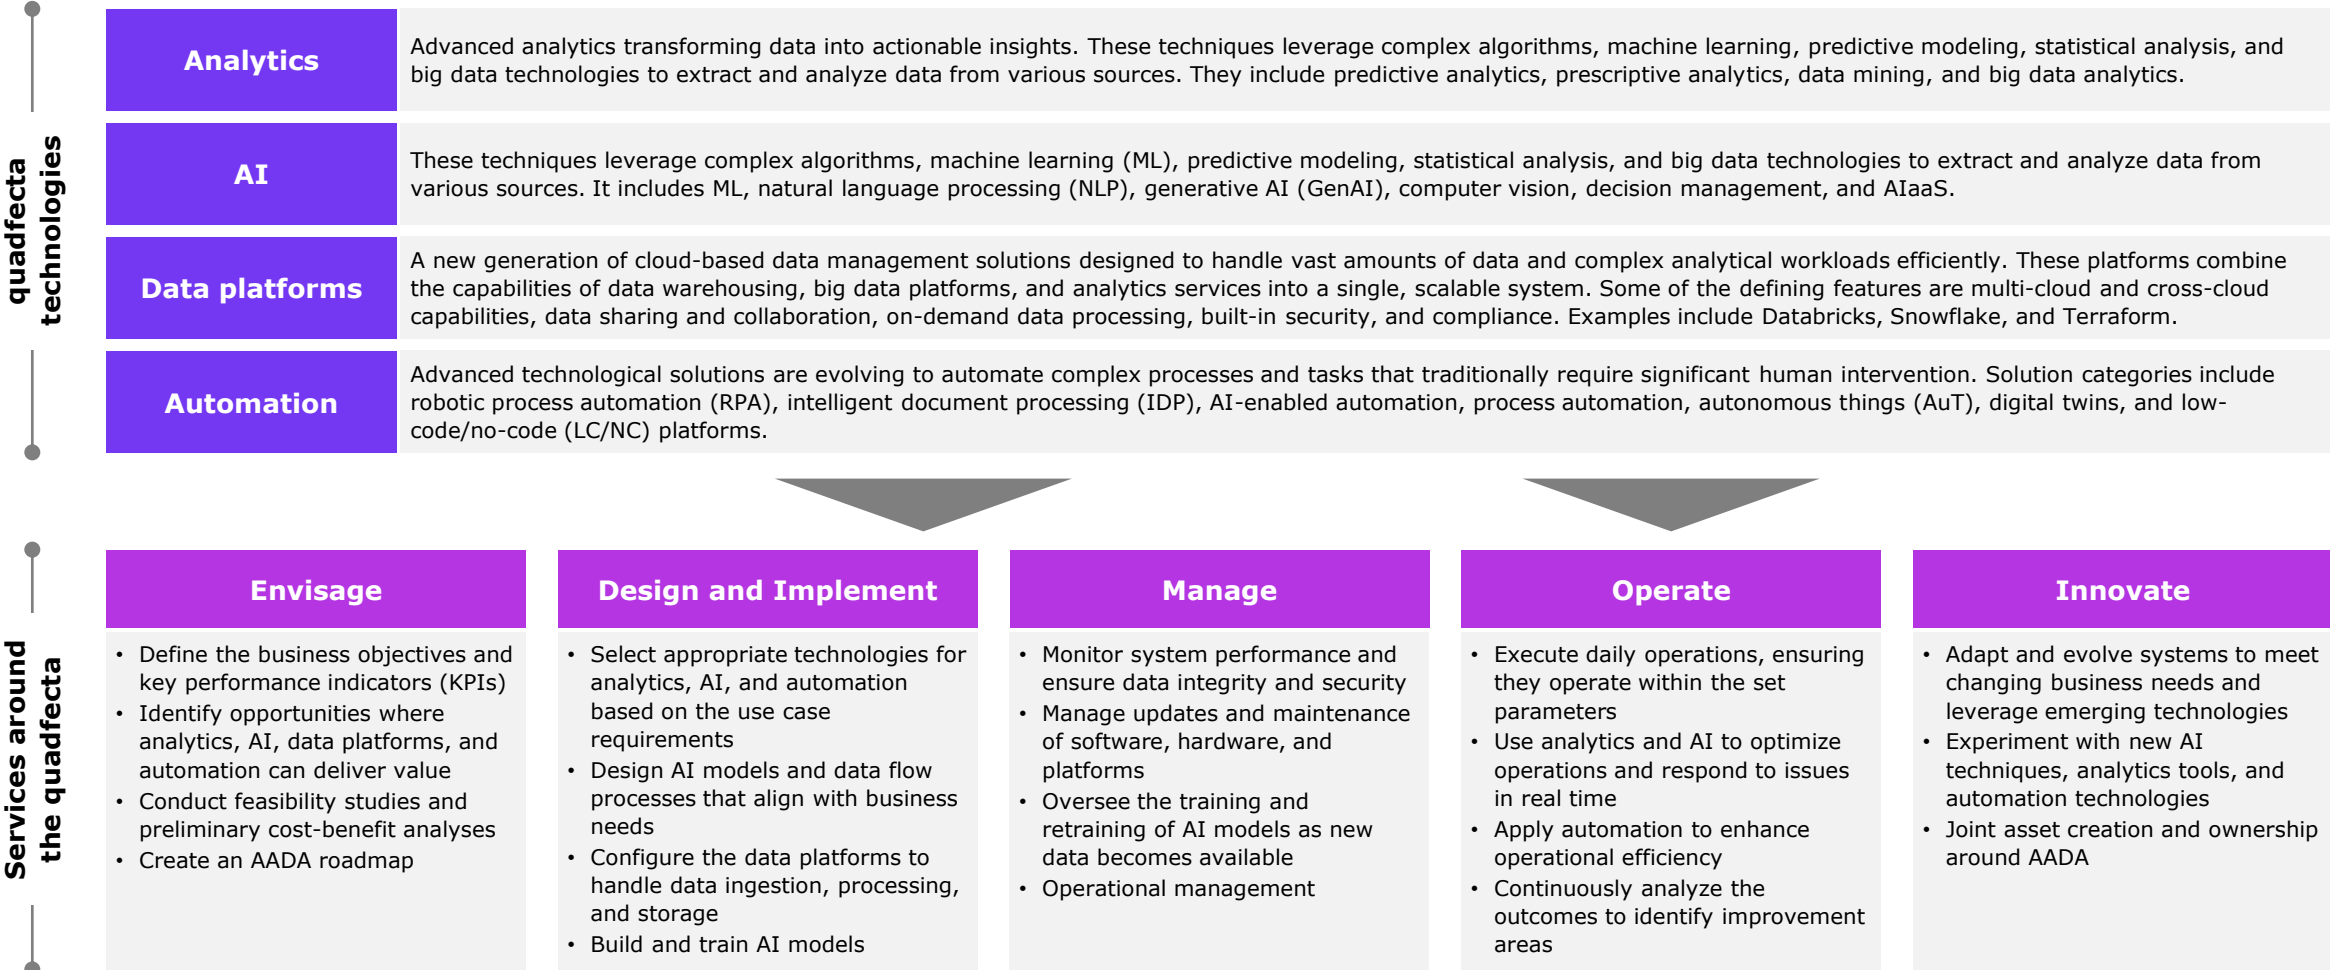 quadfecta
technologies
Analytics
Advanced analytics transforming data into actionable insights. These techniques leverage complex algorithms, machine learning, predictive modeling, statistical analysis, and
big data technologies to extract and analyze data from various sources. They include predictive analytics, prescriptive analytics, data mining, and big data analytics.
AI
These techniques leverage complex algorithms, machine learning (ML), predictive modeling, statistical analysis, and big data technologies to extract and analyze data from
various sources. It includes ML, natural language processing (NLP), generative AI (GenAI), computer vision, decision management, and AIaaS.
Data platforms
A new generation of cloud-based data management solutions designed to handle vast amounts of data and complex analytical workloads efficiently. These platforms combine
the capabilities of data warehousing, big data platforms, and analytics services into a single, scalable system. Some of the defining features are multi-cloud and cross-cloud
capabilities, data sharing and collaboration, on-demand data processing, built-in security, and compliance. Examples include Databricks, Snowflake, and Terraform.
Automation
Advanced technological solutions are evolving to automate complex processes and tasks that traditionally require significant human intervention. Solution categories include
robotic process automation (RPA), intelligent document processing (IDP), AI-enabled automation, process automation, autonomous things (AuT), digital twins, and low-
code/no-code (LC/NC) platforms.
Services around
the quadfecta
Envisage
• Define the business objectives and
key performance indicators (KPIs)
• Identify opportunities where
analytics, AI, data platforms, and
automation can deliver value
• Conduct feasibility studies and
preliminary cost-benefit analyses
• Create an AADA roadmap
Design and Implement
• Select appropriate technologies for
analytics, AI, and automation
based on the use case
requirements
• Design AI models and data flow
processes that align with business
needs
• Configure the data platforms to
handle data ingestion, processing,
and storage
• Build and train AI models
Manage
• Monitor system performance and
ensure data integrity and security
• Manage updates and maintenance
of software, hardware, and
platforms
• Oversee the training and
retraining of AI models as new
data becomes available
• Operational management
Operate
• Execute daily operations, ensuring
they operate within the set
parameters
• Use analytics and AI to optimize
operations and respond to issues
in real time
• Apply automation to enhance
operational efficiency
• Continuously analyze the
outcomes to identify improvement
areas
Innovate
• Adapt and evolve systems to meet
changing business needs and
leverage emerging technologies
• Experiment with new AI
techniques, analytics tools, and
automation technologies
• Joint asset creation and ownership
around AADA